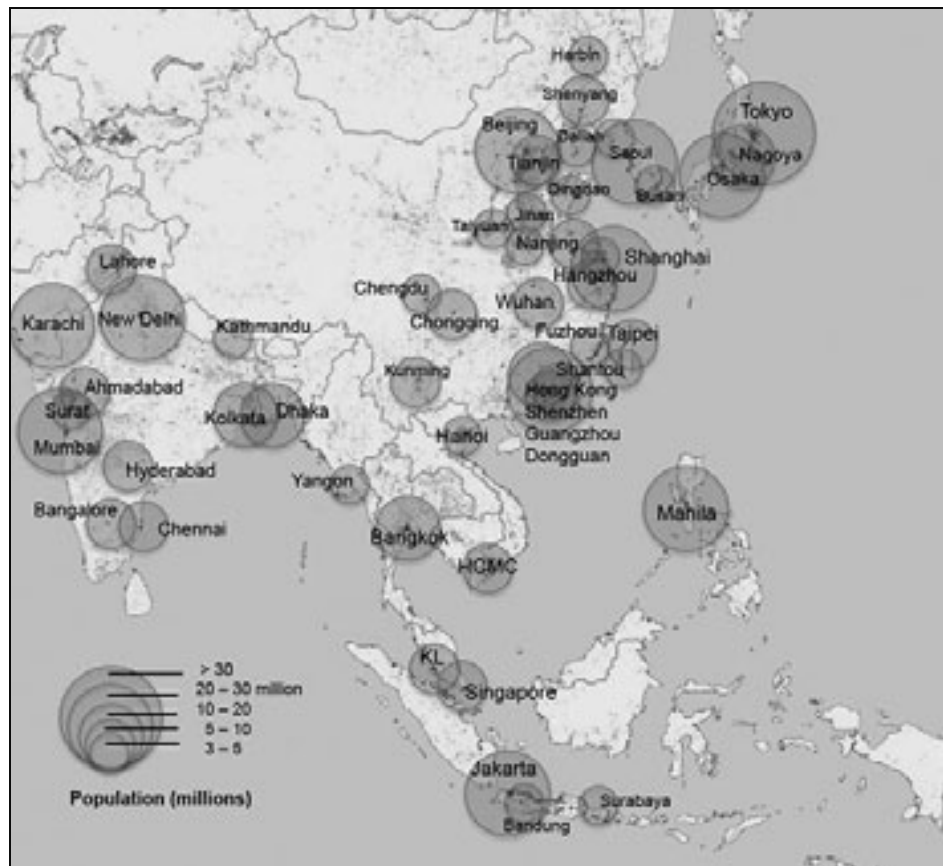 Harbin
Shenyang
Beijing
Dalian
Tokyo
Tianjin
Seoul
Nagoya
Osaka
Busan
Qingdao
Jinan
Taiyuan
Nanjing
Shanghai
Hangzhou
Lahore
Chengdu
Wuhan
Karachi
New Delhi
Chongqing
Kathmandu
Fuzhou
Taipei
Kunming
Shantou
Ahmadabad
Hong Kong
Surat
Kolkata
Dhaka
Shenzhen
Mumbai
Hanoi
Guangzhou
Dongguan
Hyderabad
Yangon
Bangalore
Chennai
Bangkok
Manila
HCMC
KL
Singapore
> 30
20 – 30 million
10 – 20
5 – 10
3 – 5
Population (millions)
Jakarta
Bandung
Surabaya